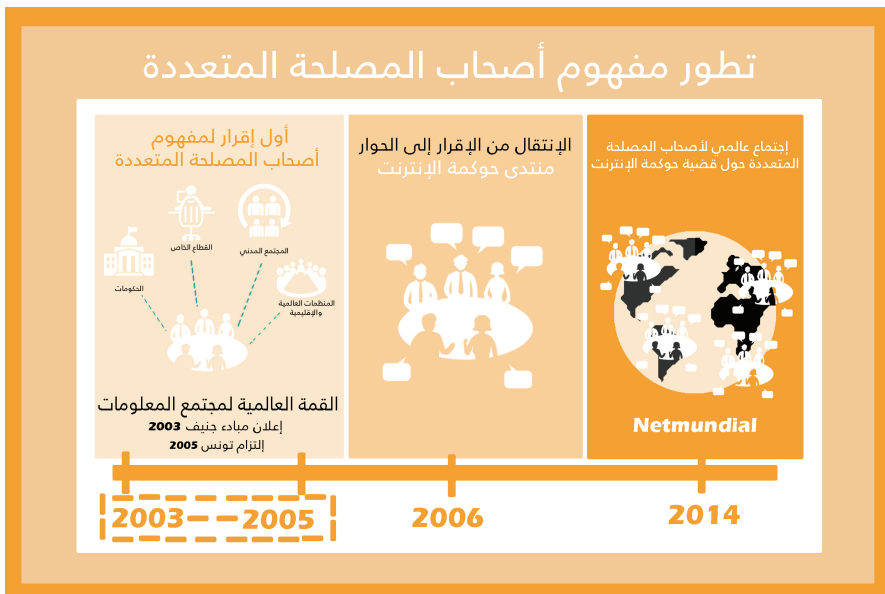 تطور مفهوم أصحاب المصلحة المتعددة
أول إقرار لمفهوم
أصحاب المصلحة المتعددة
المجتمع المدني
القطاع الخاص
الحكومات
المنظمات العالمية
والإقليمية
القمة العالمية لمجتمع المعلومات
إعلان مبادء جنيف 2003
إلتزام تونس 2005
الإنتقال من الإقرار إلى الحوار
منتدى حوكمة الإنترنت
إجتماع عالمي لأصحاب المصلحة
المتعددة حول قضية حوكمة الإنترنت
Netmundial
2003 -- 2005
2006
2014